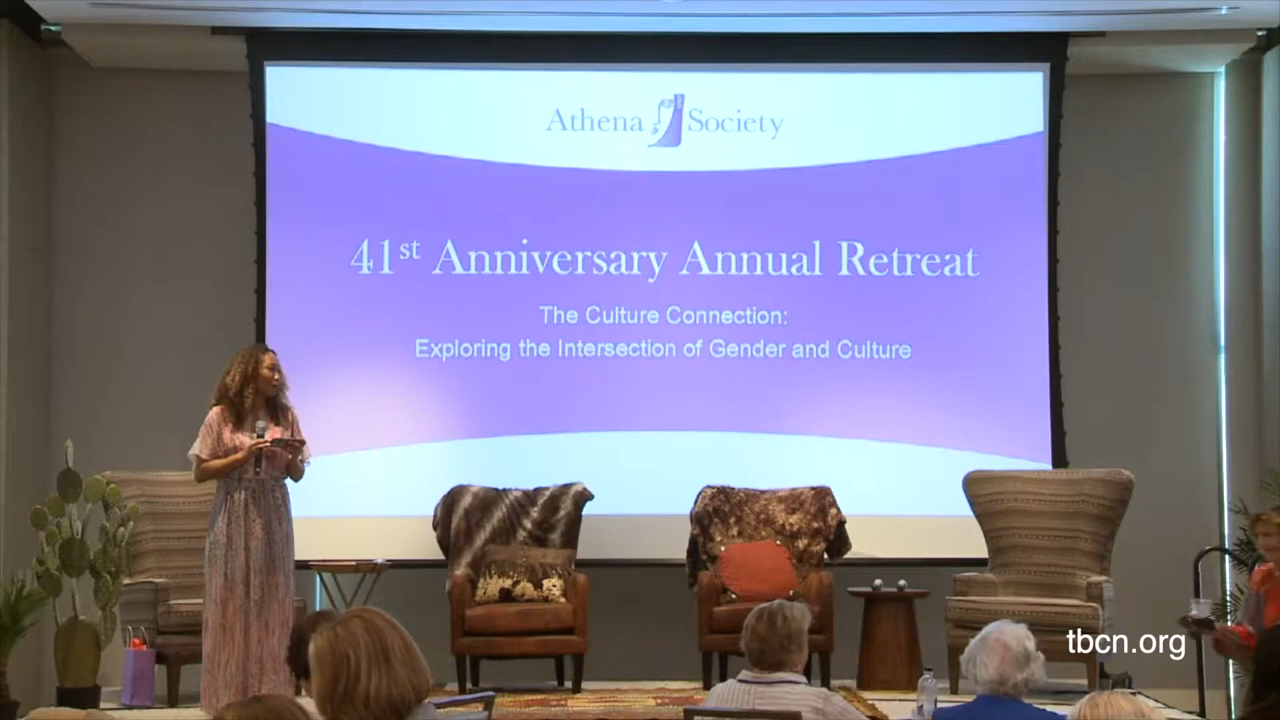 Athena Society
41st Anniversary Annual Retreat
The Culture Connection:
Exploring the Intersection of Gender and Culture
tbcn.org